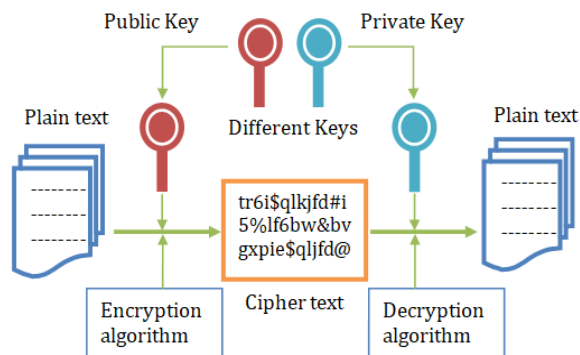 Public Key
Private Key
Plain text
Different Keys
Plain text
tr6i$qlkjfd#i
5%lf6bw&bv
gxpie$qljfd@
Cipher text
Encryption
algorithm
Decryption
algorithm